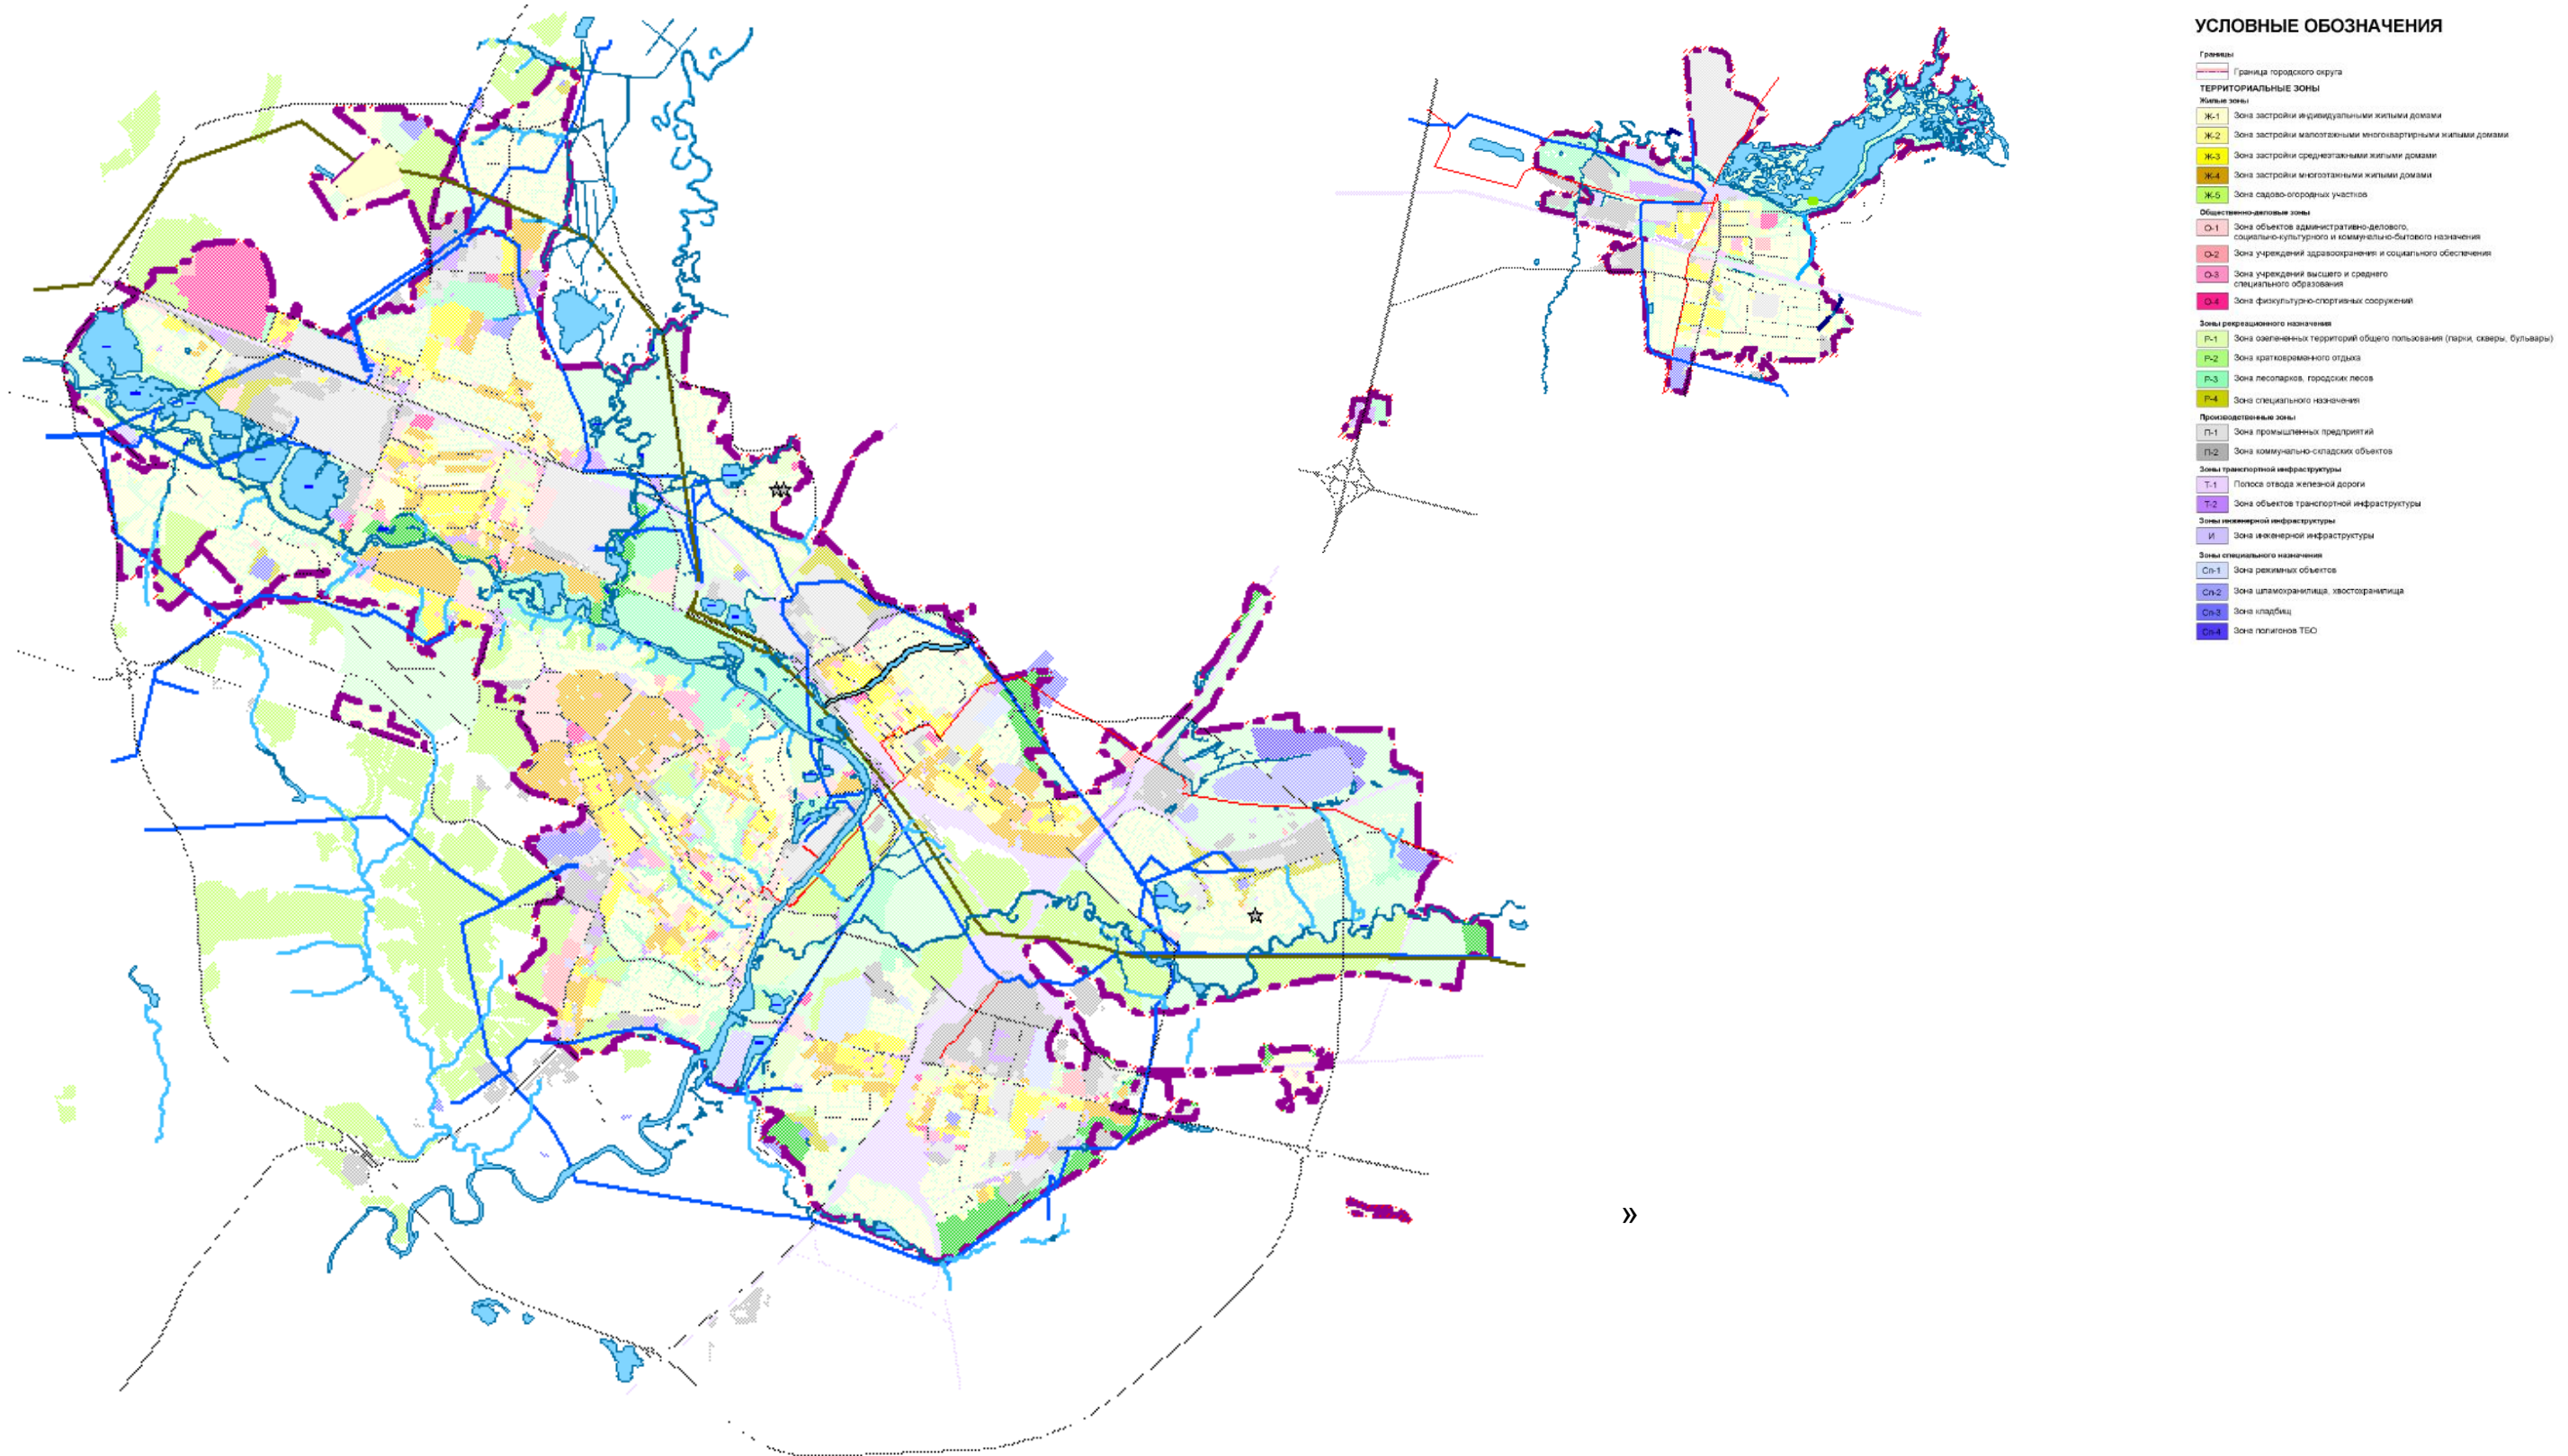 УСЛОВНЫЕ ОБОЗНАЧЕНИЯ
Границы
Граница городского округа
ТЕРРИТОРИАЛЬНЫЕ ЗОНЫ
Жилые зоны
Ж-1 Зона застройки индивидуальными жилыми домами
Ж-2 Зона застройки малоэтажными многоквартирными жилыми домами
Ж-3 Зона застройки среднеэтажными жилыми домами
Ж-4 Зона застройки многоэтажными жилыми домами
Ж-5 Зона садово-огородных участков
Общественно-деловые зоны
О-1 Зона объектов административно-делового,
социально-культурного и коммунально-бытового назначения
О-2 Зона учреждений здравоохранения и социального обеспечения
О-3 Зона учреждений высшего и среднего
специального образования
О-4 Зона физкультурно-спортивных сооружений
Зоны рекреационного назначения
Р-1 Зона озелененных территорий общего пользования (парки, скверы, бульвары)
Р-2 Зона кратковременного отдыха
Р-3 Зона лесопарков, городских лесов
Р-4 Зона специального назначения
Производственные зоны
П-1 Зона промышленных предприятий
П-2 Зона коммунально-складских объектов
Зоны транспортной инфраструктуры
Т-1 Полоса отвода железной дороги
Т-2 Зона объектов транспортной инфраструктуры
Зоны инженерной инфраструктуры
И Зона инженерной инфраструктуры
Зоны специального назначения
Сп-1 Зона режимных объектов
Сп-2 Зона шламохранилища, хвостохранилища
Сп-3 Зона кладбищ
Сп-4 Зона полигонов ТБО
»